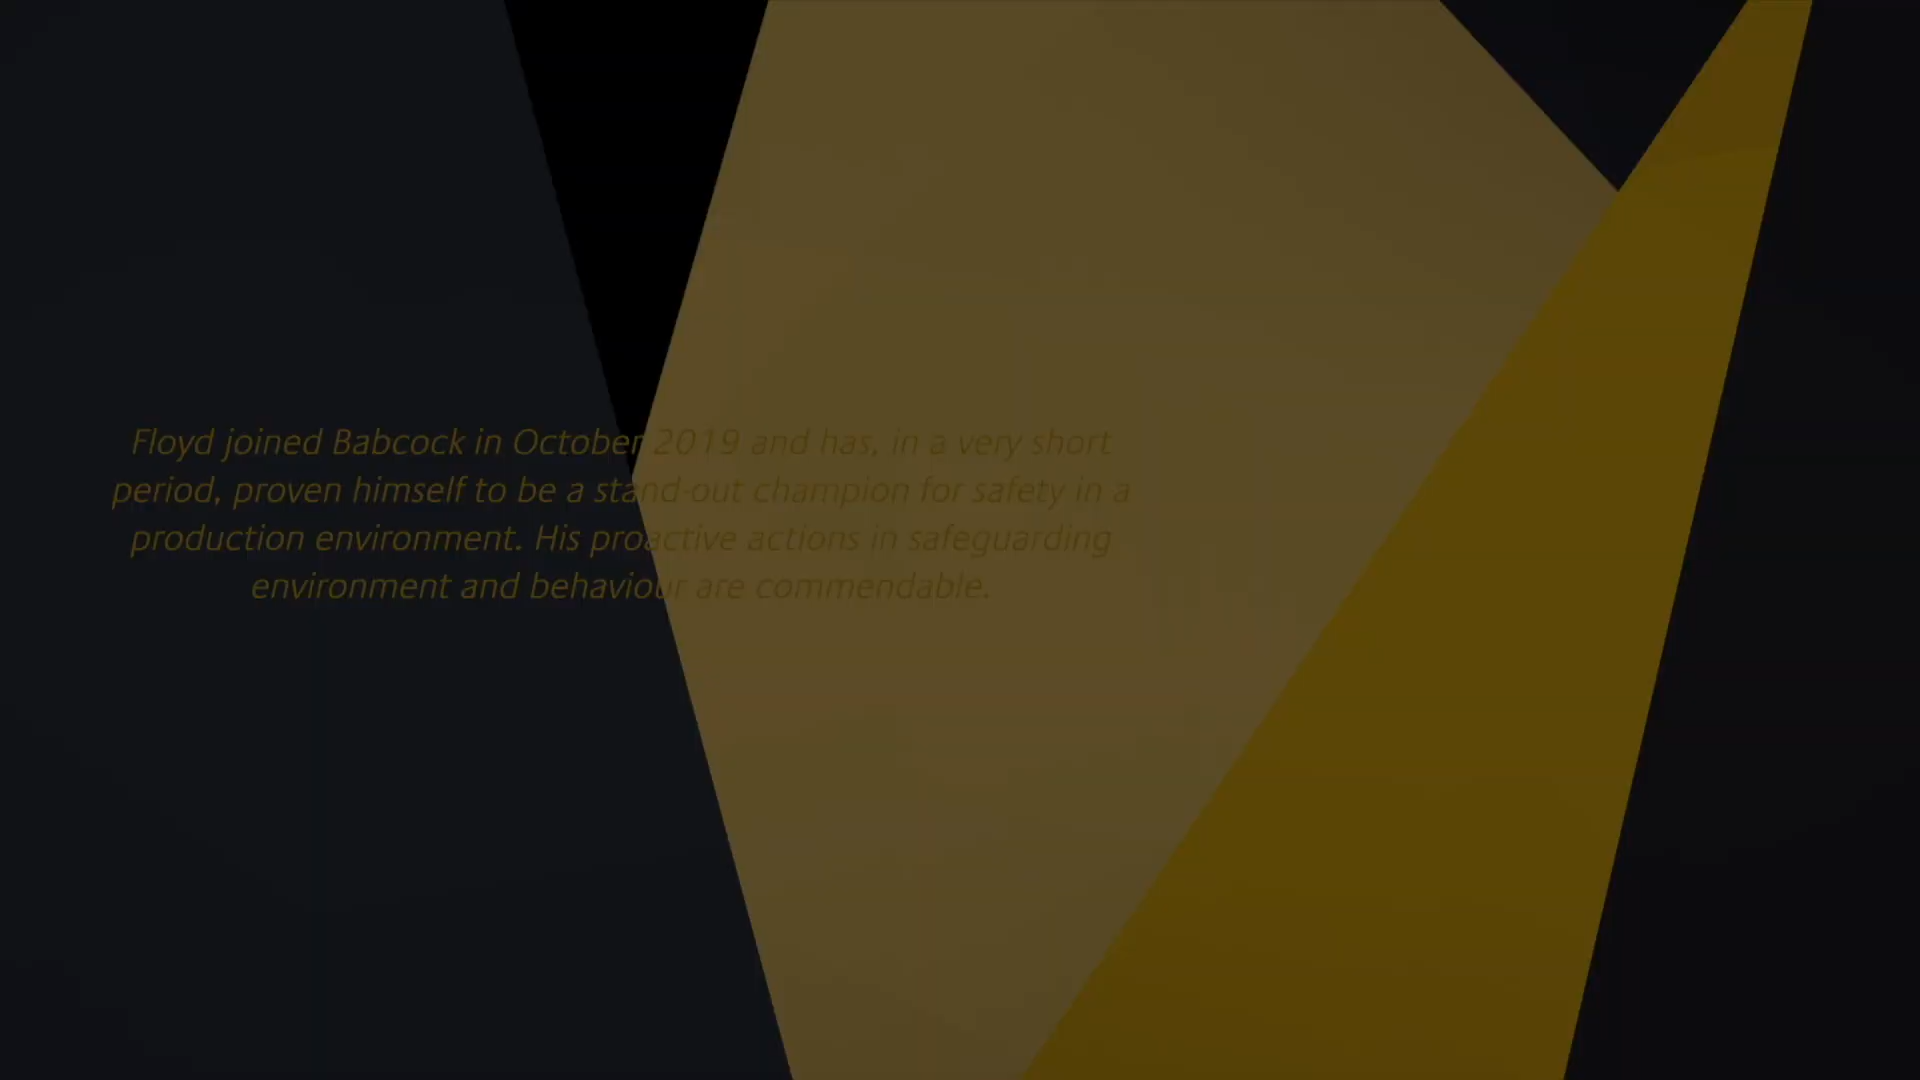 Floyd joined Babcock in October 2019 and has, in a very short
period, proven himself to be a stand-out champion for safety in a
production environment. His proactive actions in safeguarding
environment and behaviour are commendable.